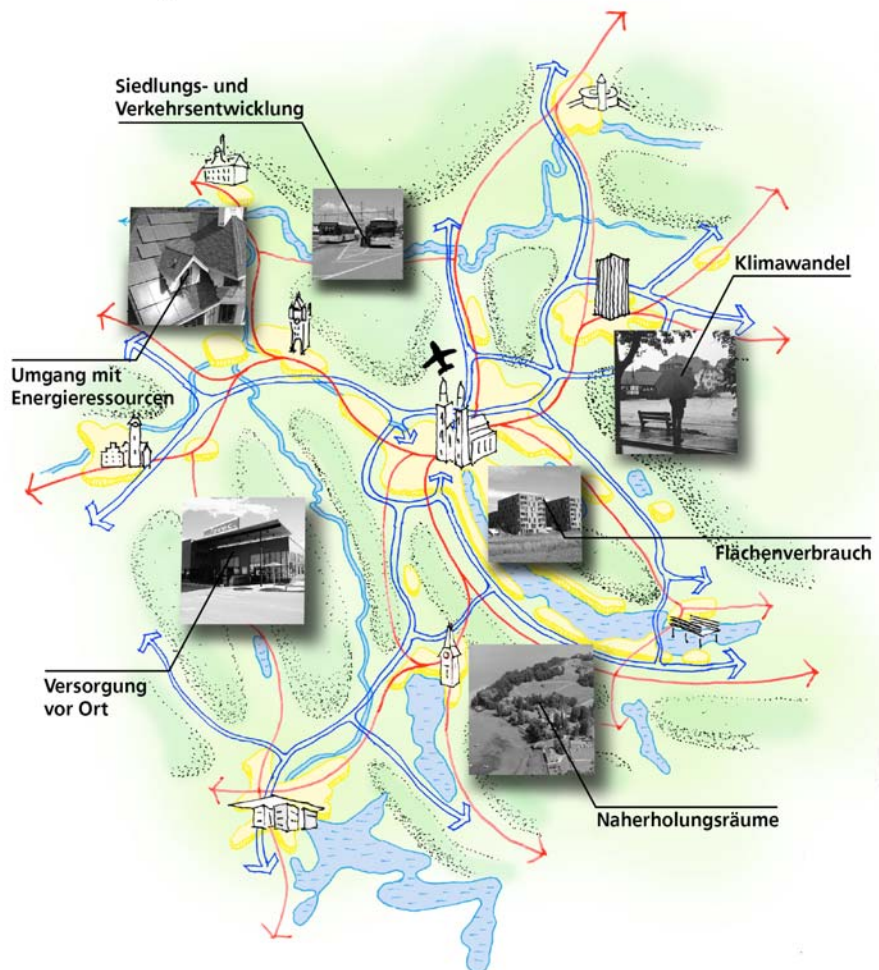 Siedlungs- und
Verkehrsentwicklung
Klimawandel
Umgang mit
Energieressourcen
Flächenverbrauch
Versorgung
vor Ort
Naherholungsräume